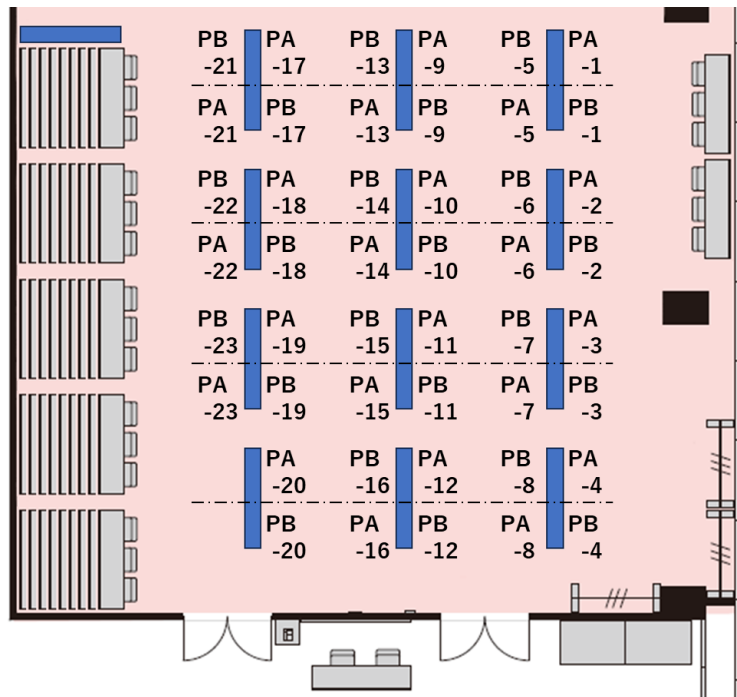 PB PA PB PA PB PA
-21 -17 -13 -9 -5 -1
PA PB PA PB PA PB
-21 -17 -13 -9 -5 -1
PB PA PB PA PB PA
-22 -18 -14 -10 -6 -2
PA PB PA PB PA PB
-22 -18 -14 -10 -6 -2
PB PA PB PA PB PA
-23 -19 -15 -11 -7 -3
PA PB PA PB PA PB
-23 -19 -15 -11 -7 -3
PA PB PA PB PA
-20 -16 -12 -8 -4
PB PA PB PA PB
-20 -16 -12 -8 -4